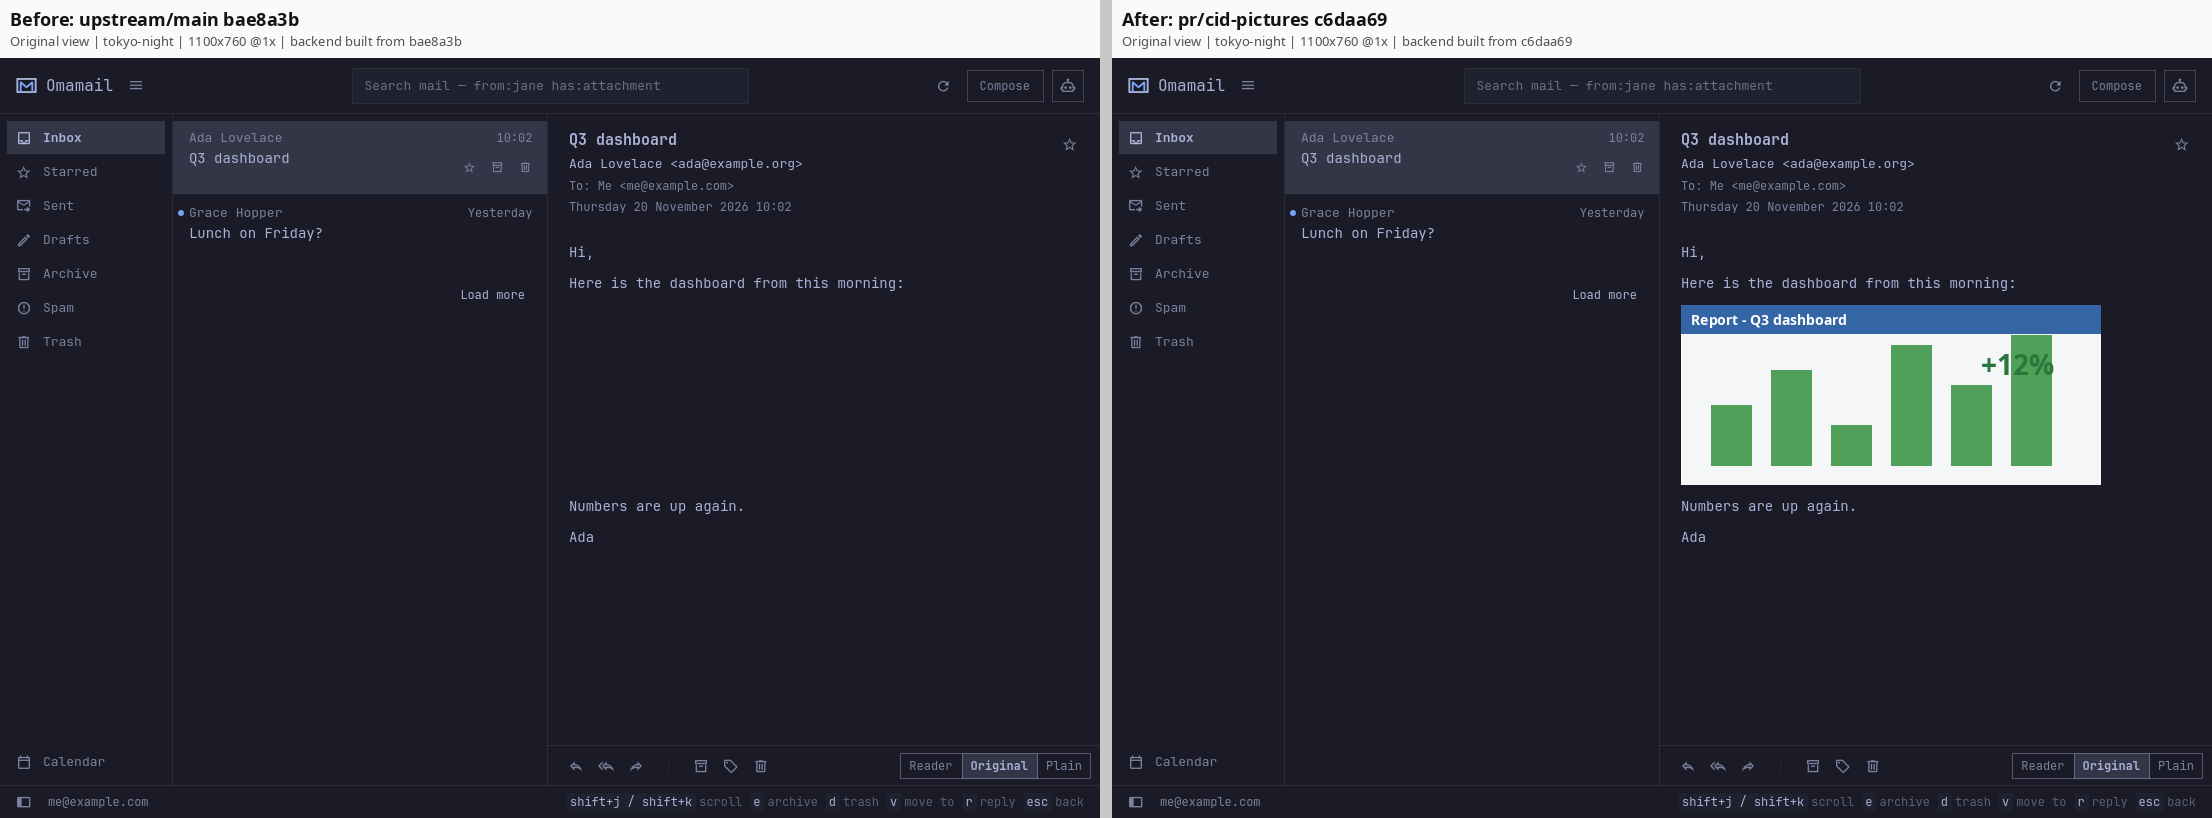 Before: upstream/main bae8a3b
Original view | tokyo-night | 1100x760 @1x | backend built from bae8a3b
Omamail
Search mail — from:jane has:attachment
Compose
Inbox
Starred
Sent
Drafts
Archive
Spam
Trash
Calendar
Ada Lovelace 10:02
Q3 dashboard
Grace Hopper Yesterday
Lunch on Friday?
Load more
Q3 dashboard
Ada Lovelace <ada@example.org>
To: Me <me@example.com>
Thursday 20 November 2026 10:02
Hi,
Here is the dashboard from this morning:
Numbers are up again.
Ada
Reader Original Plain
me@example.com
shift+j / shift+k scroll e archive d trash v move to r reply esc back
After: pr/cid-pictures c6daa69
Original view | tokyo-night | 1100x760 @1x | backend built from c6daa69
Omamail
Search mail — from:jane has:attachment
Compose
Inbox
Starred
Sent
Drafts
Archive
Spam
Trash
Calendar
Ada Lovelace 10:02
Q3 dashboard
Grace Hopper Yesterday
Lunch on Friday?
Load more
Q3 dashboard
Ada Lovelace <ada@example.org>
To: Me <me@example.com>
Thursday 20 November 2026 10:02
Hi,
Here is the dashboard from this morning:
Report - Q3 dashboard
+12%
Numbers are up again.
Ada
Reader Original Plain
me@example.com
shift+j / shift+k scroll e archive d trash v move to r reply esc back